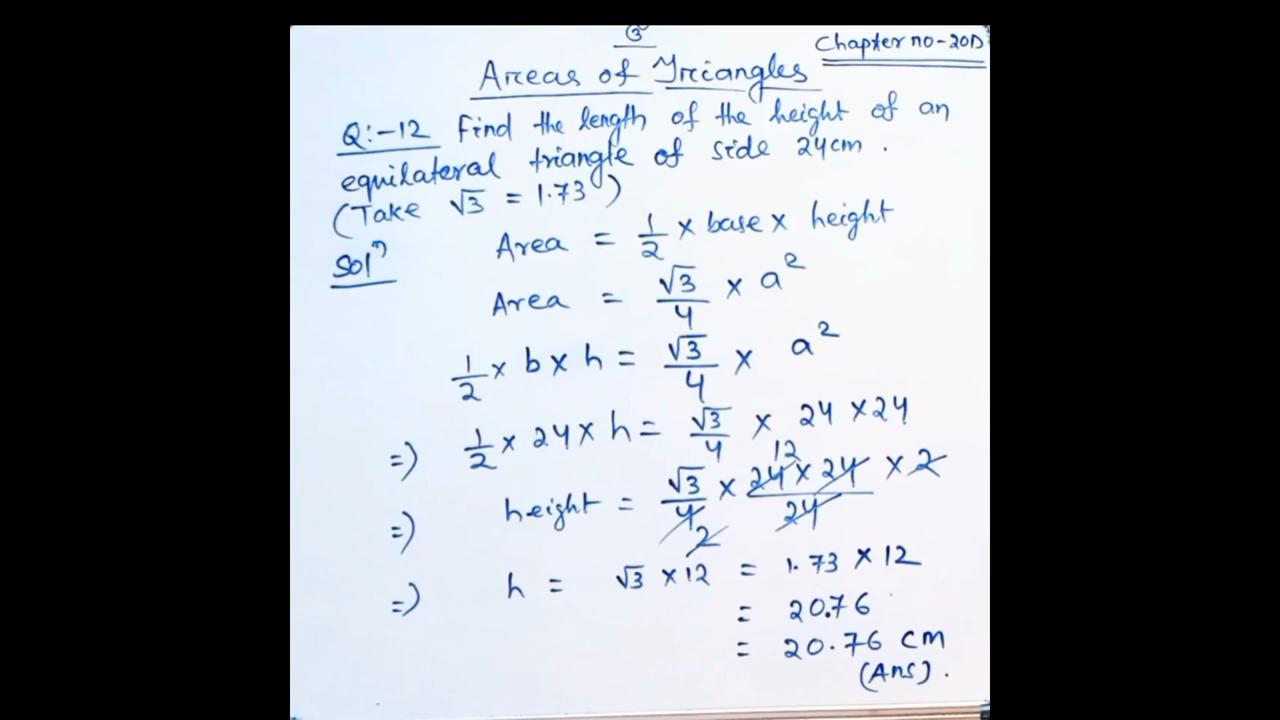 ③
Chapter no-20D
Areas of Triangles
Q:-12 Find the length of the height of an
equilateral triangle of side 24cm.
(Take √3 = 1.73)
Solⁿ
Area = 1/2 × base × height
Area = √3/4 × a²
1/2 × b × h = √3/4 × a²
=) 1/2 × 24 × h = √3/4 × 24 × 24
=) height = √3/4 × 24 × 24/24 × 2
12
2
=) h = √3 × 12 = 1.73 × 12
= 20.76
= 20.76 cm
(Ans).